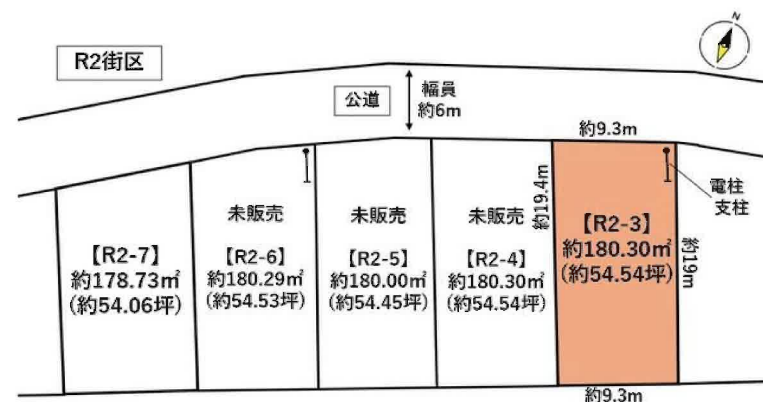 N
R2街区
公道
幅員
約6m
約9.3m
電柱
支柱
約19.4m
約19m
【R2-7】
約178.73㎡
(約54.06坪)
未販売
【R2-6】
約180.29㎡
(約54.53坪)
未販売
【R2-5】
約180.00㎡
(約54.45坪)
未販売
【R2-4】
約180.30㎡
(約54.54坪)
【R2-3】
約180.30㎡
(約54.54坪)
約9.3m